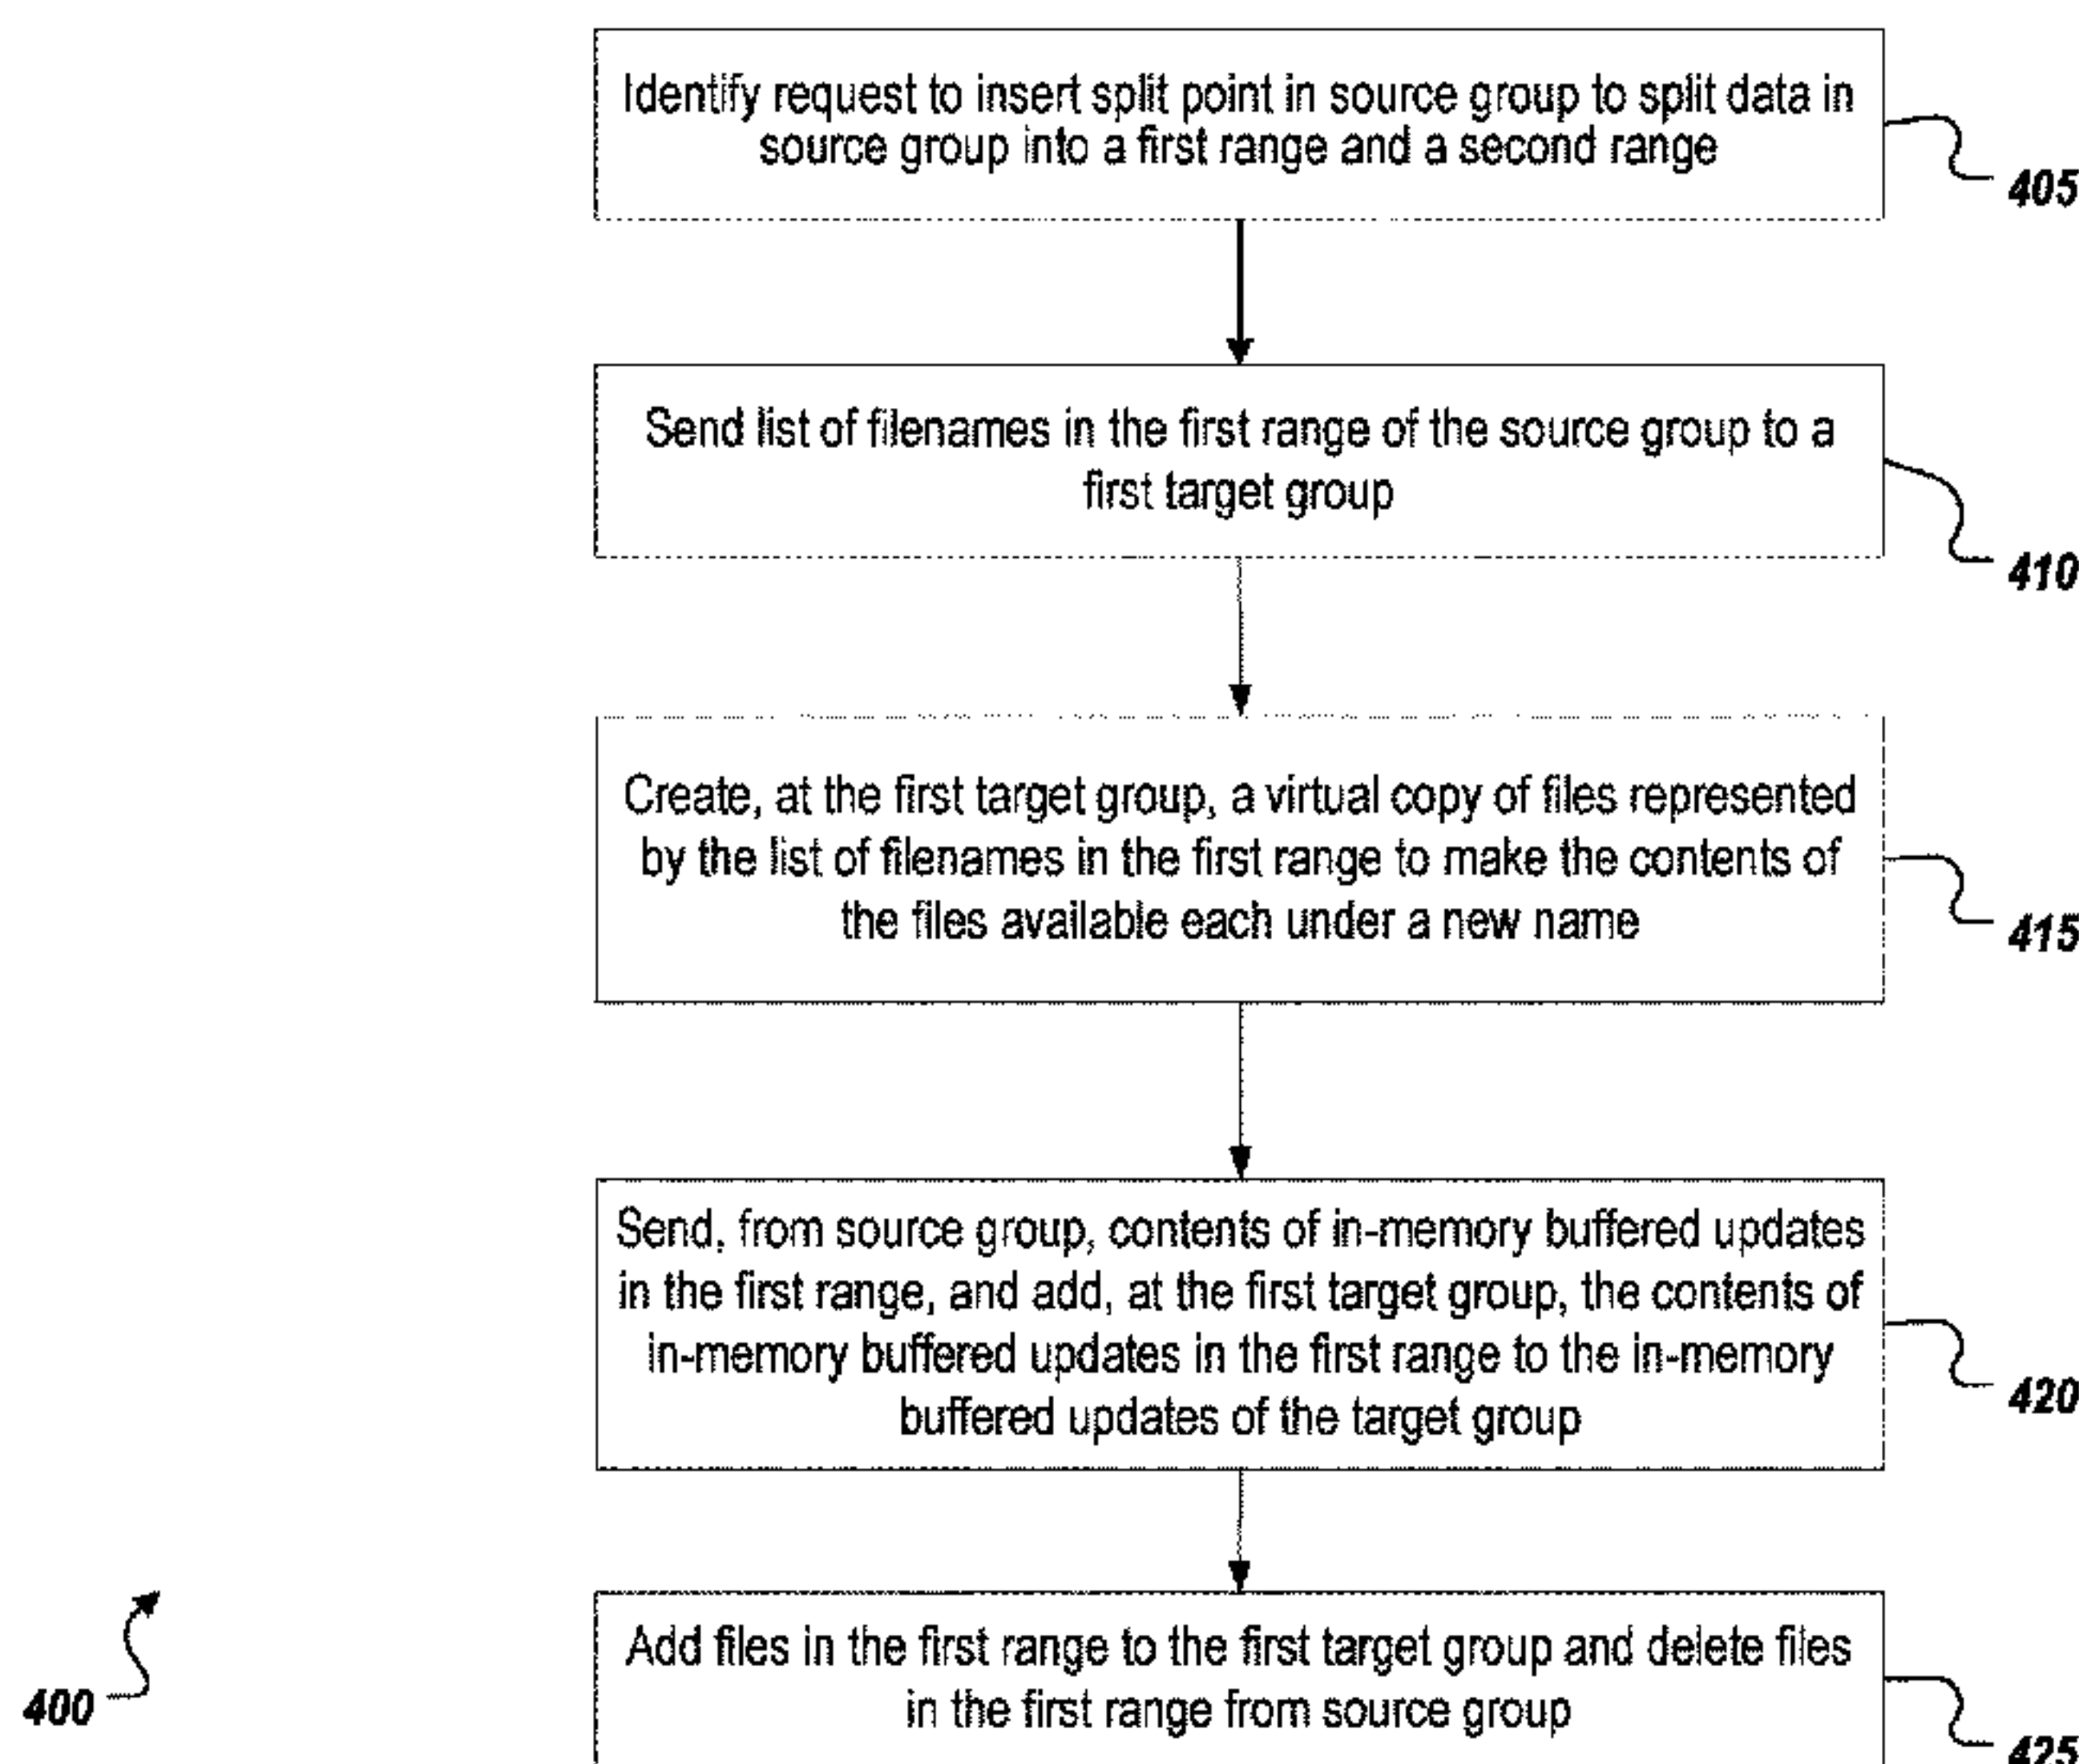 Identify request to insert split point in source group to split data in
source group into a first range and a second range
405
Send list of filenames in the first range of the source group to a
first target group
410
Create, at the first target group, a virtual copy of files represented
by the list of filenames in the first range to make the contents of
the files available each under a new name
415
Send, from source group, contents of in-memory buffered updates
in the first range, and add, at the first target group, the contents of
in-memory buffered updates in the first range to the in-memory
buffered updates of the target group
420
Add files in the first range to the first target group and delete files
in the first range from source group
425
400